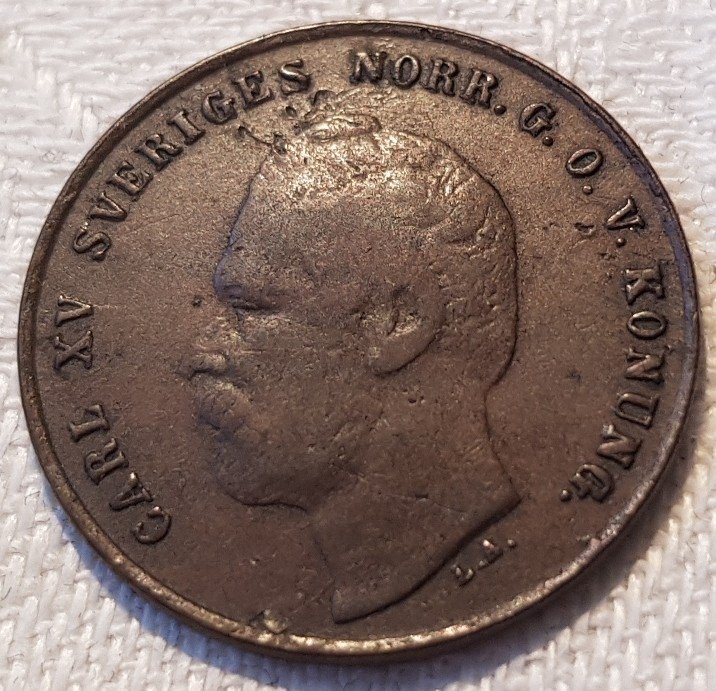 CARL XV SVERIGES NORR. G. O. V. KONUNG.
L.A.